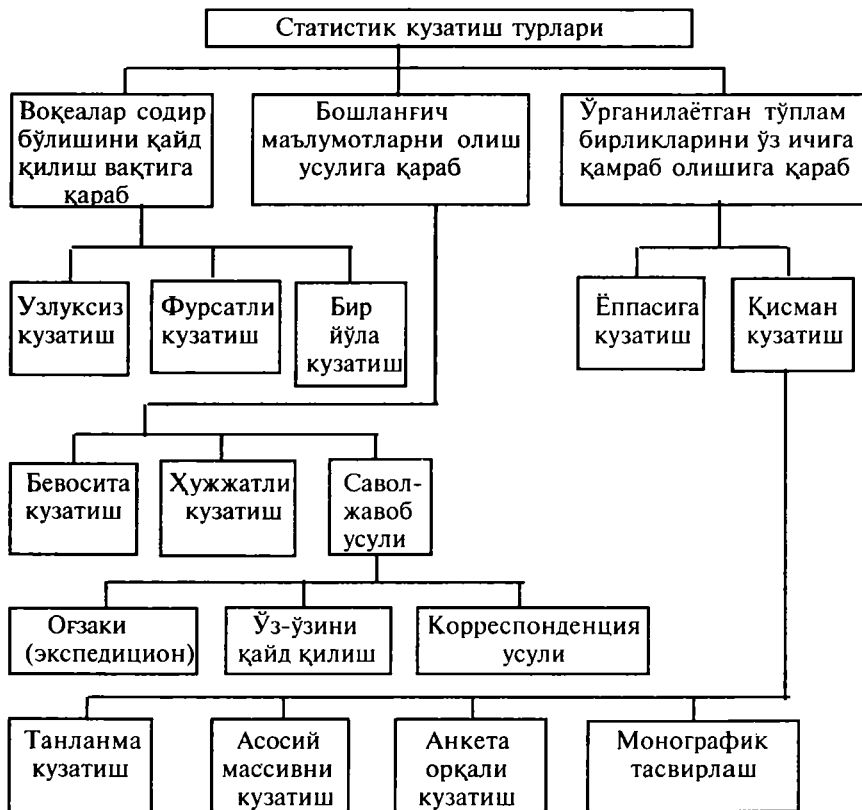 Статистик кузатиш турлари
Воқеалар содир
бўлишини қайд
қилиш вақтига
қараб
Бошланғич
маълумотларни олиш
усулига қараб
Ўрганилаётган тўплам
бирликларини ўз ичига
қамраб олишига қараб
Узлуксиз
кузатиш
Фурсатли
кузатиш
Бир
йўла
кузатиш
Ёппасига
кузатиш
Қисман
кузатиш
Бевосита
кузатиш
Ҳужжатли
кузатиш
Савол-
жавоб
усули
Оғзаки
(экспедицион)
Ўз-ўзини
қайд қилиш
Корреспонденция
усули
Танланма
кузатиш
Асосий
массивни
кузатиш
Анкета
орқали
кузатиш
Монографик
тасвирлаш